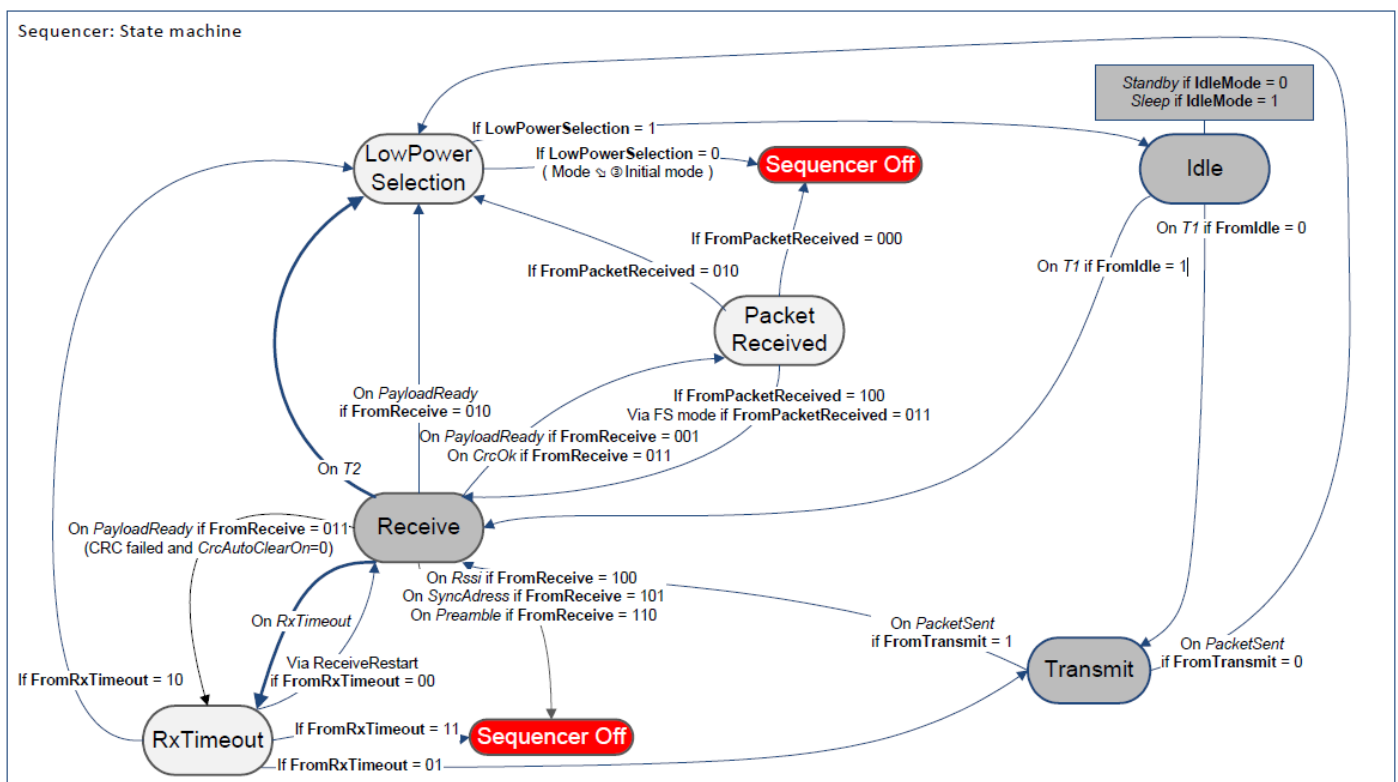 Sequencer: State machine
Standby if IdleMode = 0
Sleep if IdleMode = 1
If LowPowerSelection = 1
LowPower
Selection
If LowPowerSelection = 0
( Mode ⇘ ③ Initial mode )
Sequencer Off
Idle
On T1 if FromIdle = 0
If FromPacketReceived = 000
On T1 if FromIdle = 1
If FromPacketReceived = 010
Packet
Received
On PayloadReady
if FromReceive = 010
If FromPacketReceived = 100
Via FS mode if FromPacketReceived = 011
On PayloadReady if FromReceive = 001
On CrcOk if FromReceive = 011
On T2
Receive
On PayloadReady if FromReceive = 011
(CRC failed and CrcAutoClearOn=0)
On Rssi if FromReceive = 100
On SyncAdress if FromReceive = 101
On Preamble if FromReceive = 110
On RxTimeout
On PacketSent
if FromTransmit = 1
On PacketSent
if FromTransmit = 0
Transmit
Via ReceiveRestart
if FromRxTimeout = 00
If FromRxTimeout = 10
RxTimeout
If FromRxTimeout = 11
Sequencer Off
If FromRxTimeout = 01